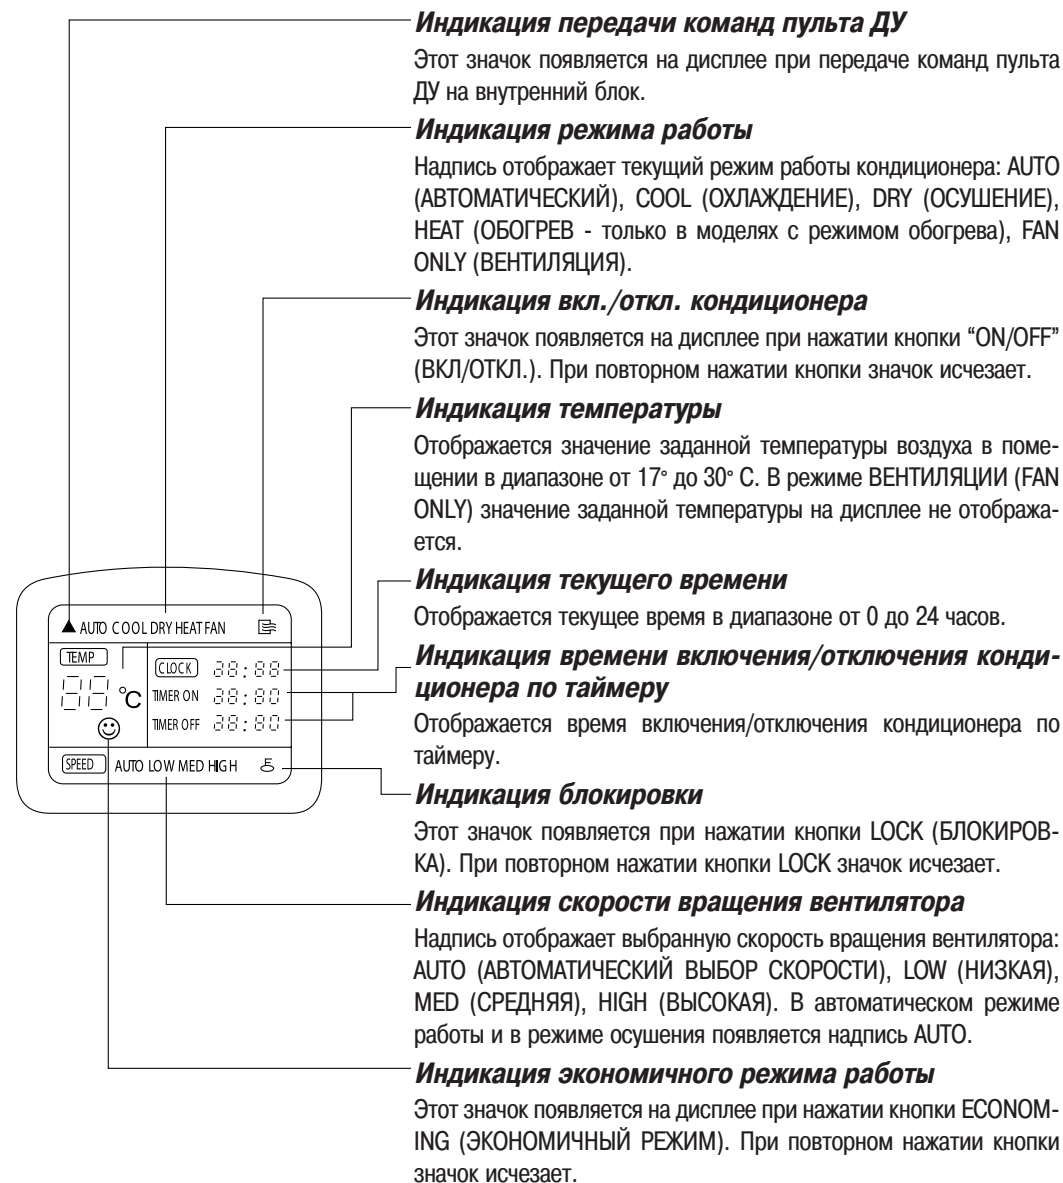 Индикация передачи команд пульта ДУ
Этот значок появляется на дисплее при передаче команд пульта
ДУ на внутренний блок.
Индикация режима работы
Надпись отображает текущий режим работы кондиционера: AUTO
(АВТОМАТИЧЕСКИЙ), COOL (ОХЛАЖДЕНИЕ), DRY (ОСУШЕНИЕ),
HEAT (ОБОГРЕВ - только в моделях с режимом обогрева), FAN
ONLY (ВЕНТИЛЯЦИЯ).
Индикация вкл./откл. кондиционера
Этот значок появляется на дисплее при нажатии кнопки “ON/OFF”
(ВКЛ/ОТКЛ.). При повторном нажатии кнопки значок исчезает.
Индикация температуры
Отображается значение заданной температуры воздуха в поме-
щении в диапазоне от 17° до 30° С. В режиме ВЕНТИЛЯЦИИ (FAN
ONLY) значение заданной температуры на дисплее не отобража-
ется.
Индикация текущего времени
Отображается текущее время в диапазоне от 0 до 24 часов.
Индикация времени включения/отключения конди-
ционера по таймеру
Отображается время включения/отключения кондиционера по
таймеру.
Индикация блокировки
Этот значок появляется при нажатии кнопки LOCK (БЛОКИРОВ-
КА). При повторном нажатии кнопки LOCK значок исчезает.
Индикация скорости вращения вентилятора
Надпись отображает выбранную скорость вращения вентилятора:
AUTO (АВТОМАТИЧЕСКИЙ ВЫБОР СКОРОСТИ), LOW (НИЗКАЯ),
MED (СРЕДНЯЯ), HIGH (ВЫСОКАЯ). В автоматическом режиме
работы и в режиме осушения появляется надпись AUTO.
Индикация экономичного режима работы
Этот значок появляется на дисплее при нажатии кнопки ECONOM-
ING (ЭКОНОМИЧНЫЙ РЕЖИМ). При повторном нажатии кнопки
значок исчезает.
AUTO COOL DRY HEAT FAN
TEMP
88 °C
CLOCK 38:88
TIMER ON 38:80
TIMER OFF 38:80
SPEED AUTO LOW MED HIGH